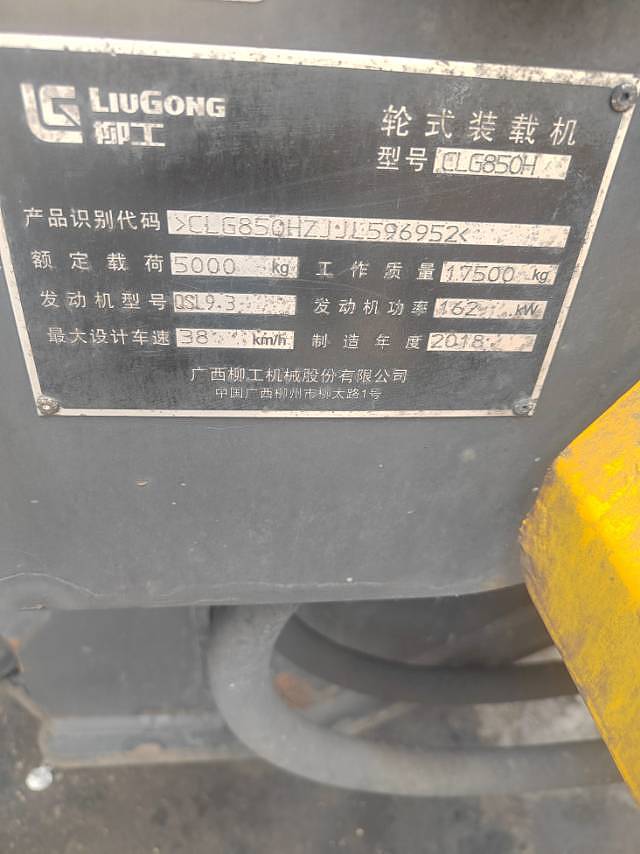 LIUGONG
柳工
轮式装载机
型号 CLG850H
产品识别代码 >CLG850HZJJL596952<
额定载荷 5000 kg 工作质量 17500 kg
发动机型号 QSL9.3 发动机功率 162 kW
最大设计车速 38 km/h 制造年度 2018.
广西柳工机械股份有限公司
中国广西柳州市柳太路1号